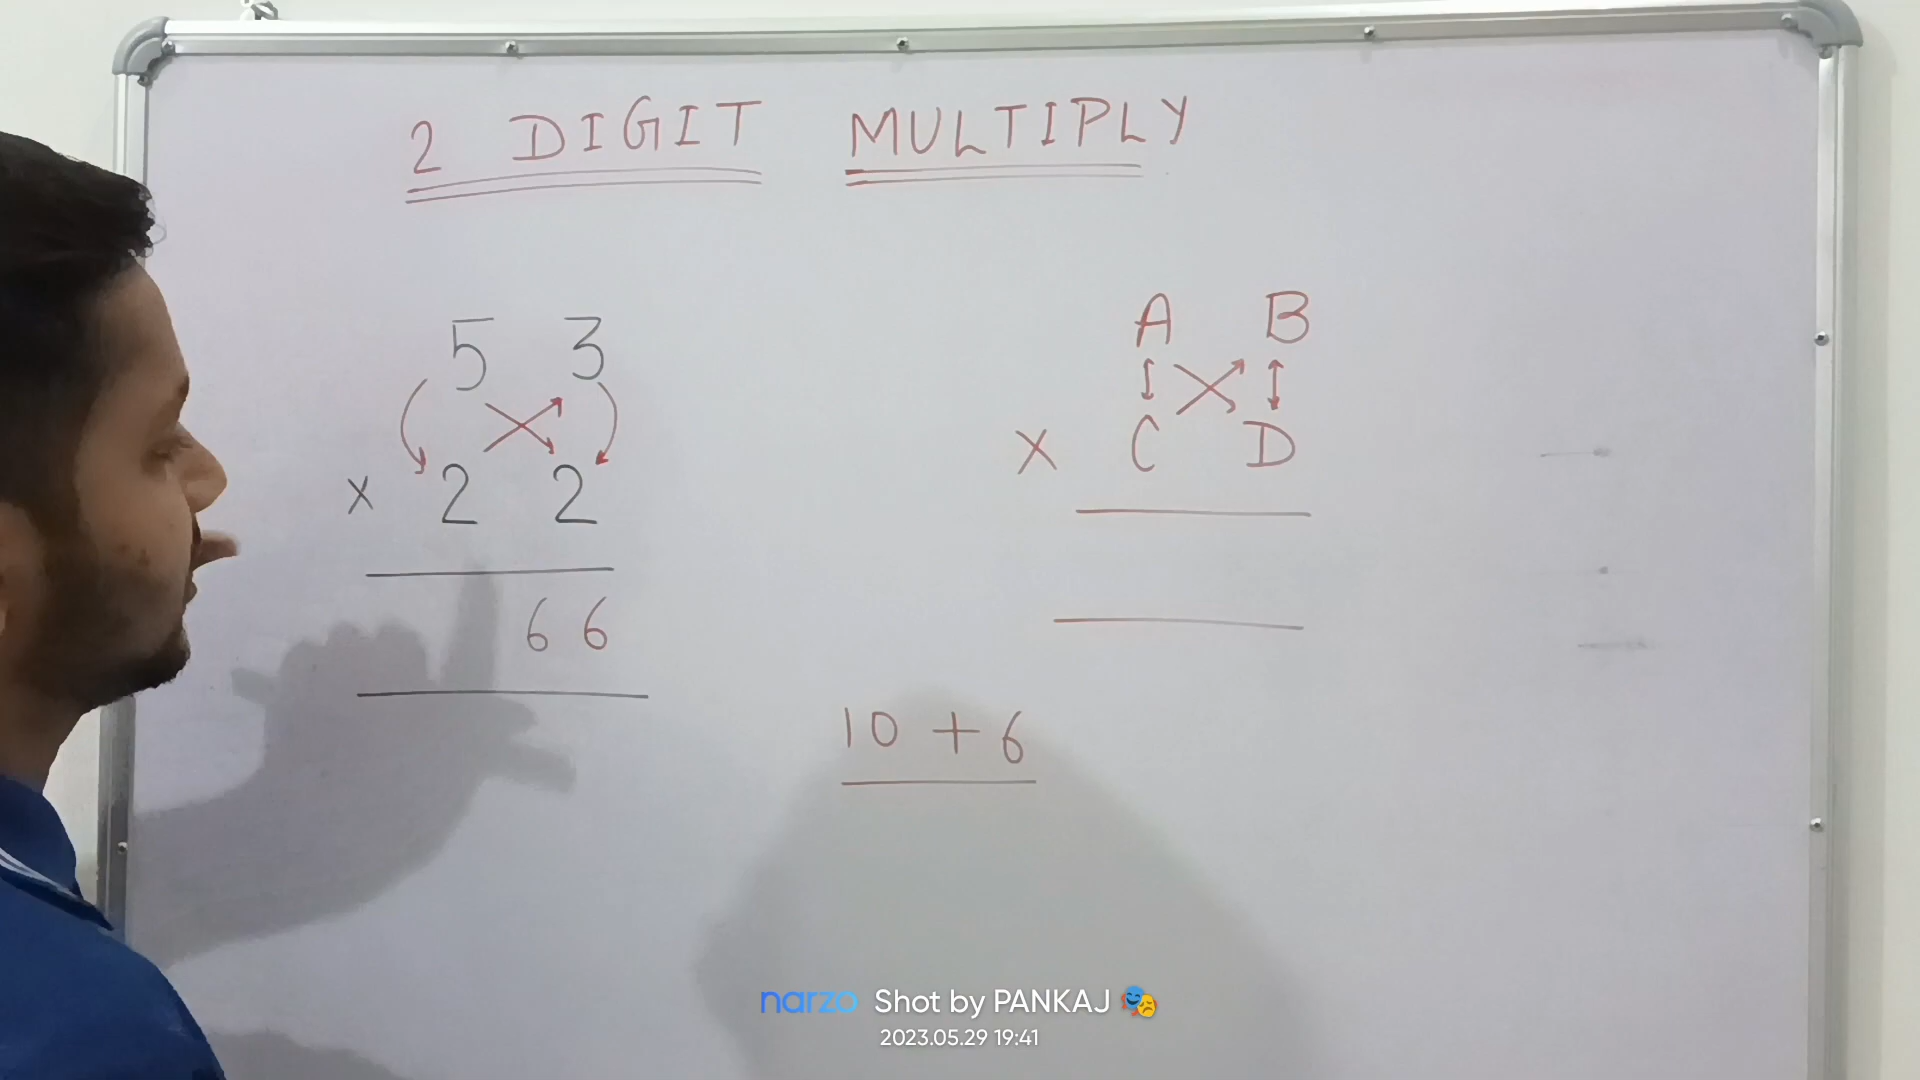 2 DIGIT MULTIPLY
5 3
x 2 2
6 6
A B
X C D
10 + 6
narzo Shot by PANKAJ 🎭
2023.05.29 19:41